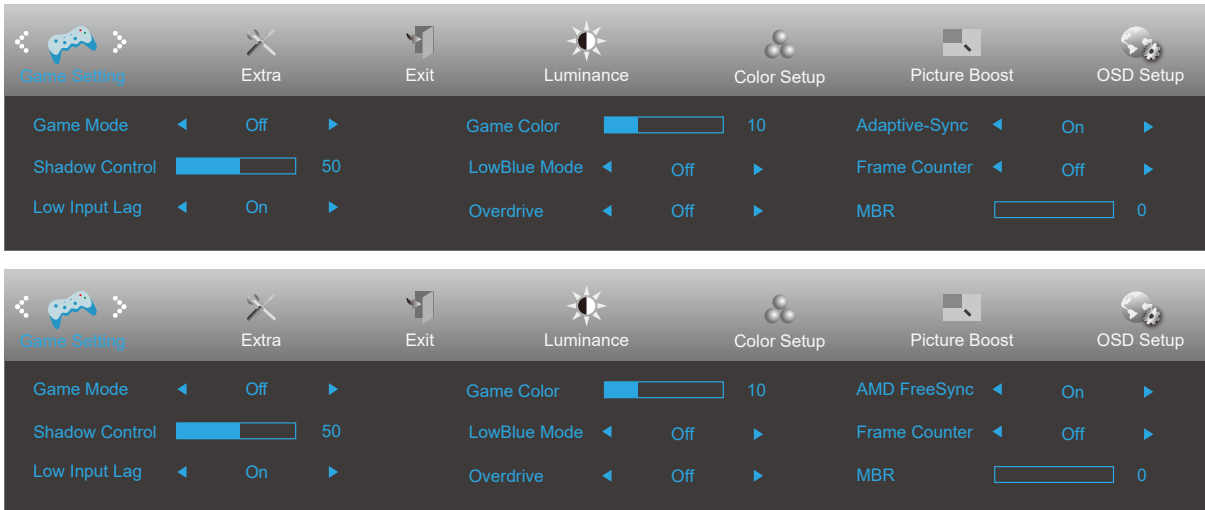 Game Setting Extra Exit Luminance Color Setup Picture Boost OSD Setup
Game Mode Off Game Color 10 Adaptive-Sync On
Shadow Control 50 LowBlue Mode Off Frame Counter Off
Low Input Lag On Overdrive Off MBR 0
Game Setting Extra Exit Luminance Color Setup Picture Boost OSD Setup
Game Mode Off Game Color 10 AMD FreeSync On
Shadow Control 50 LowBlue Mode Off Frame Counter Off
Low Input Lag On Overdrive Off MBR 0